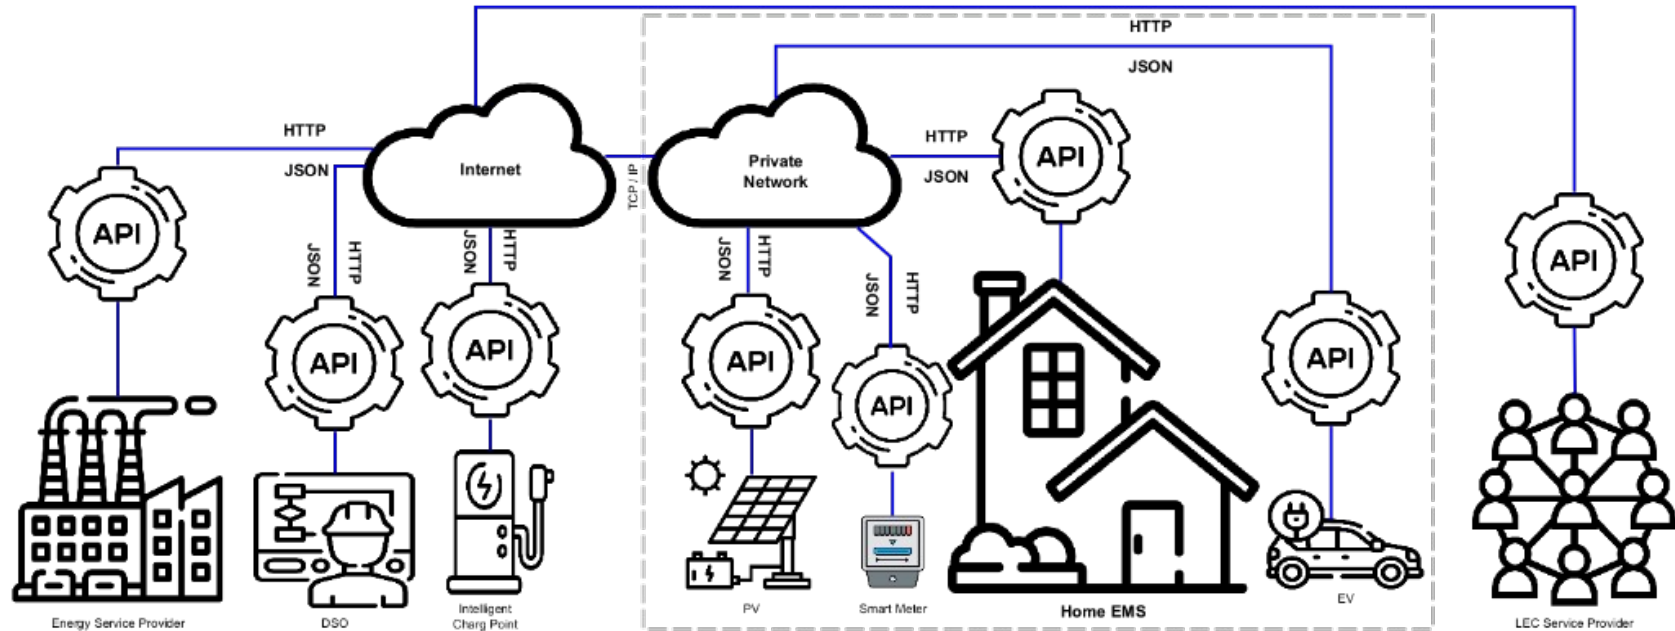 HTTP
JSON
HTTP
JSON
Internet
TCP / IP
Private
Network
HTTP
JSON
API
API
API
JSON
HTTP
JSON
HTTP
JSON
HTTP
JSON
HTTP
API
API
API
API
API
Energy Service Provider
DSO
Intelligent
Charg Point
PV
Smart Meter
Home EMS
EV
LEC Service Provider